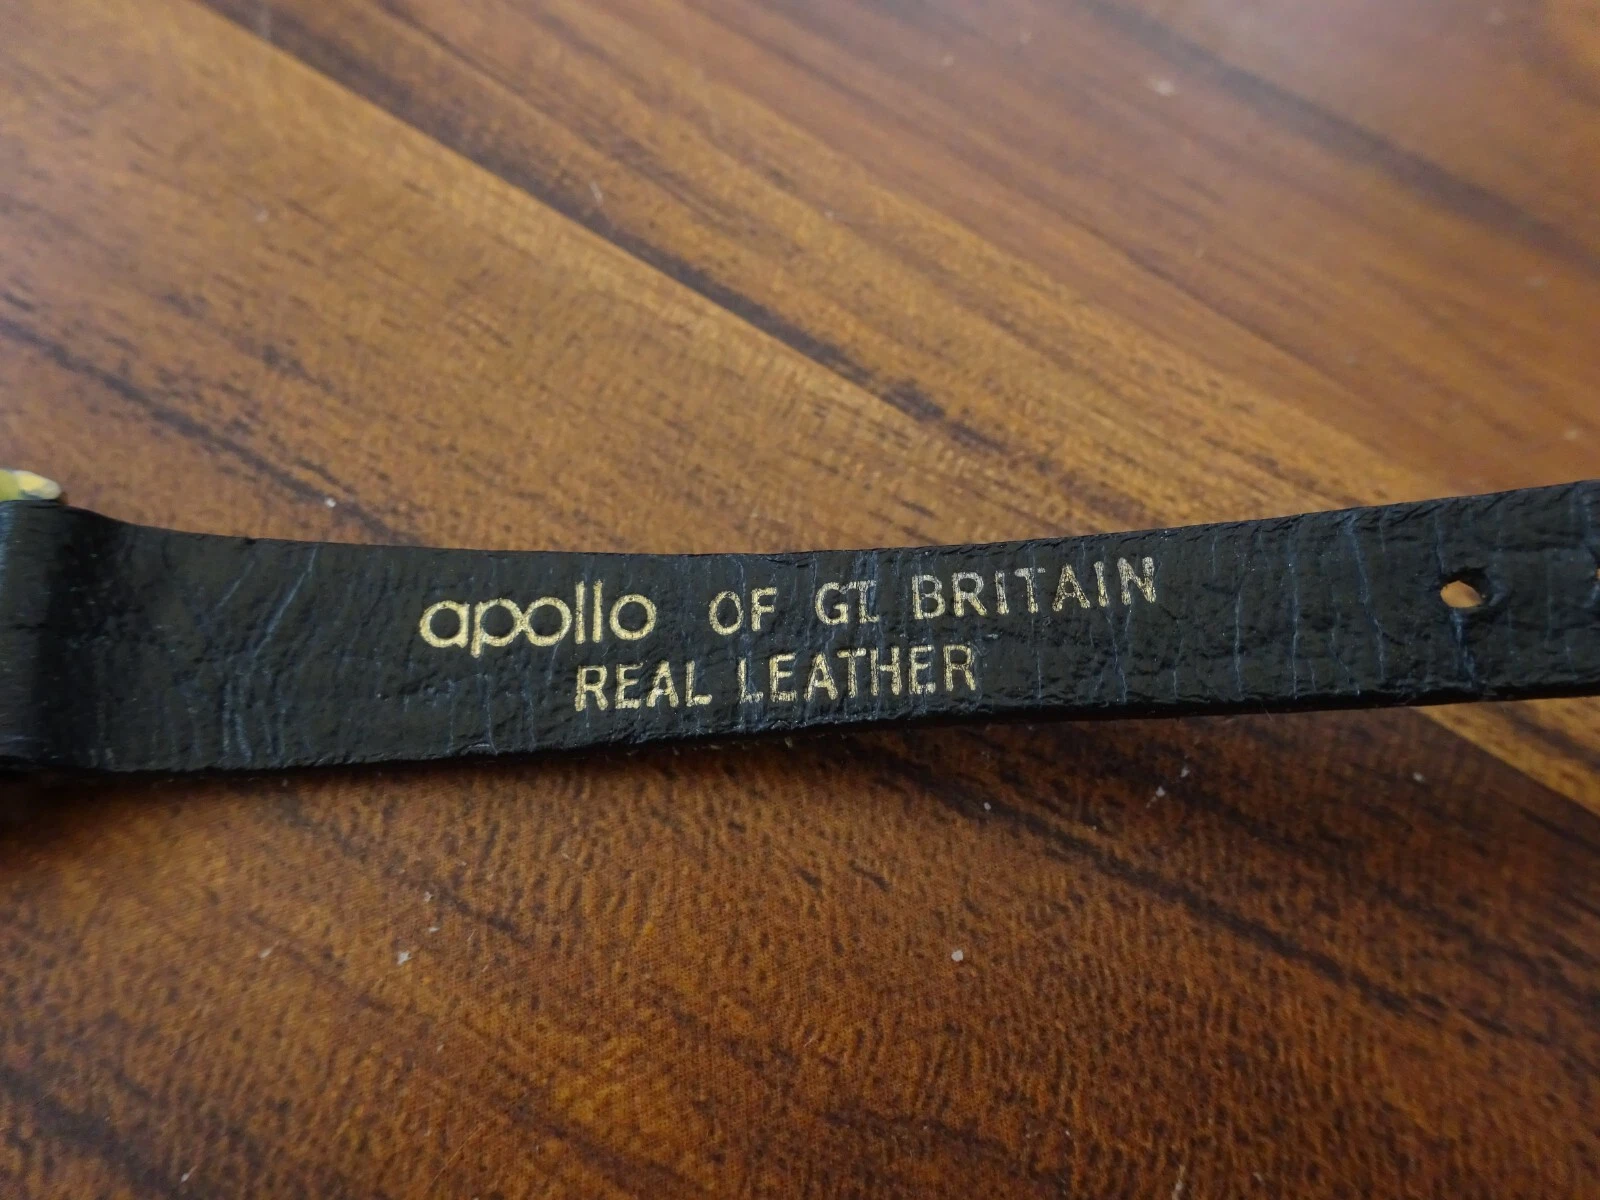 apollo OF GT BRITAIN
REAL LEATHER